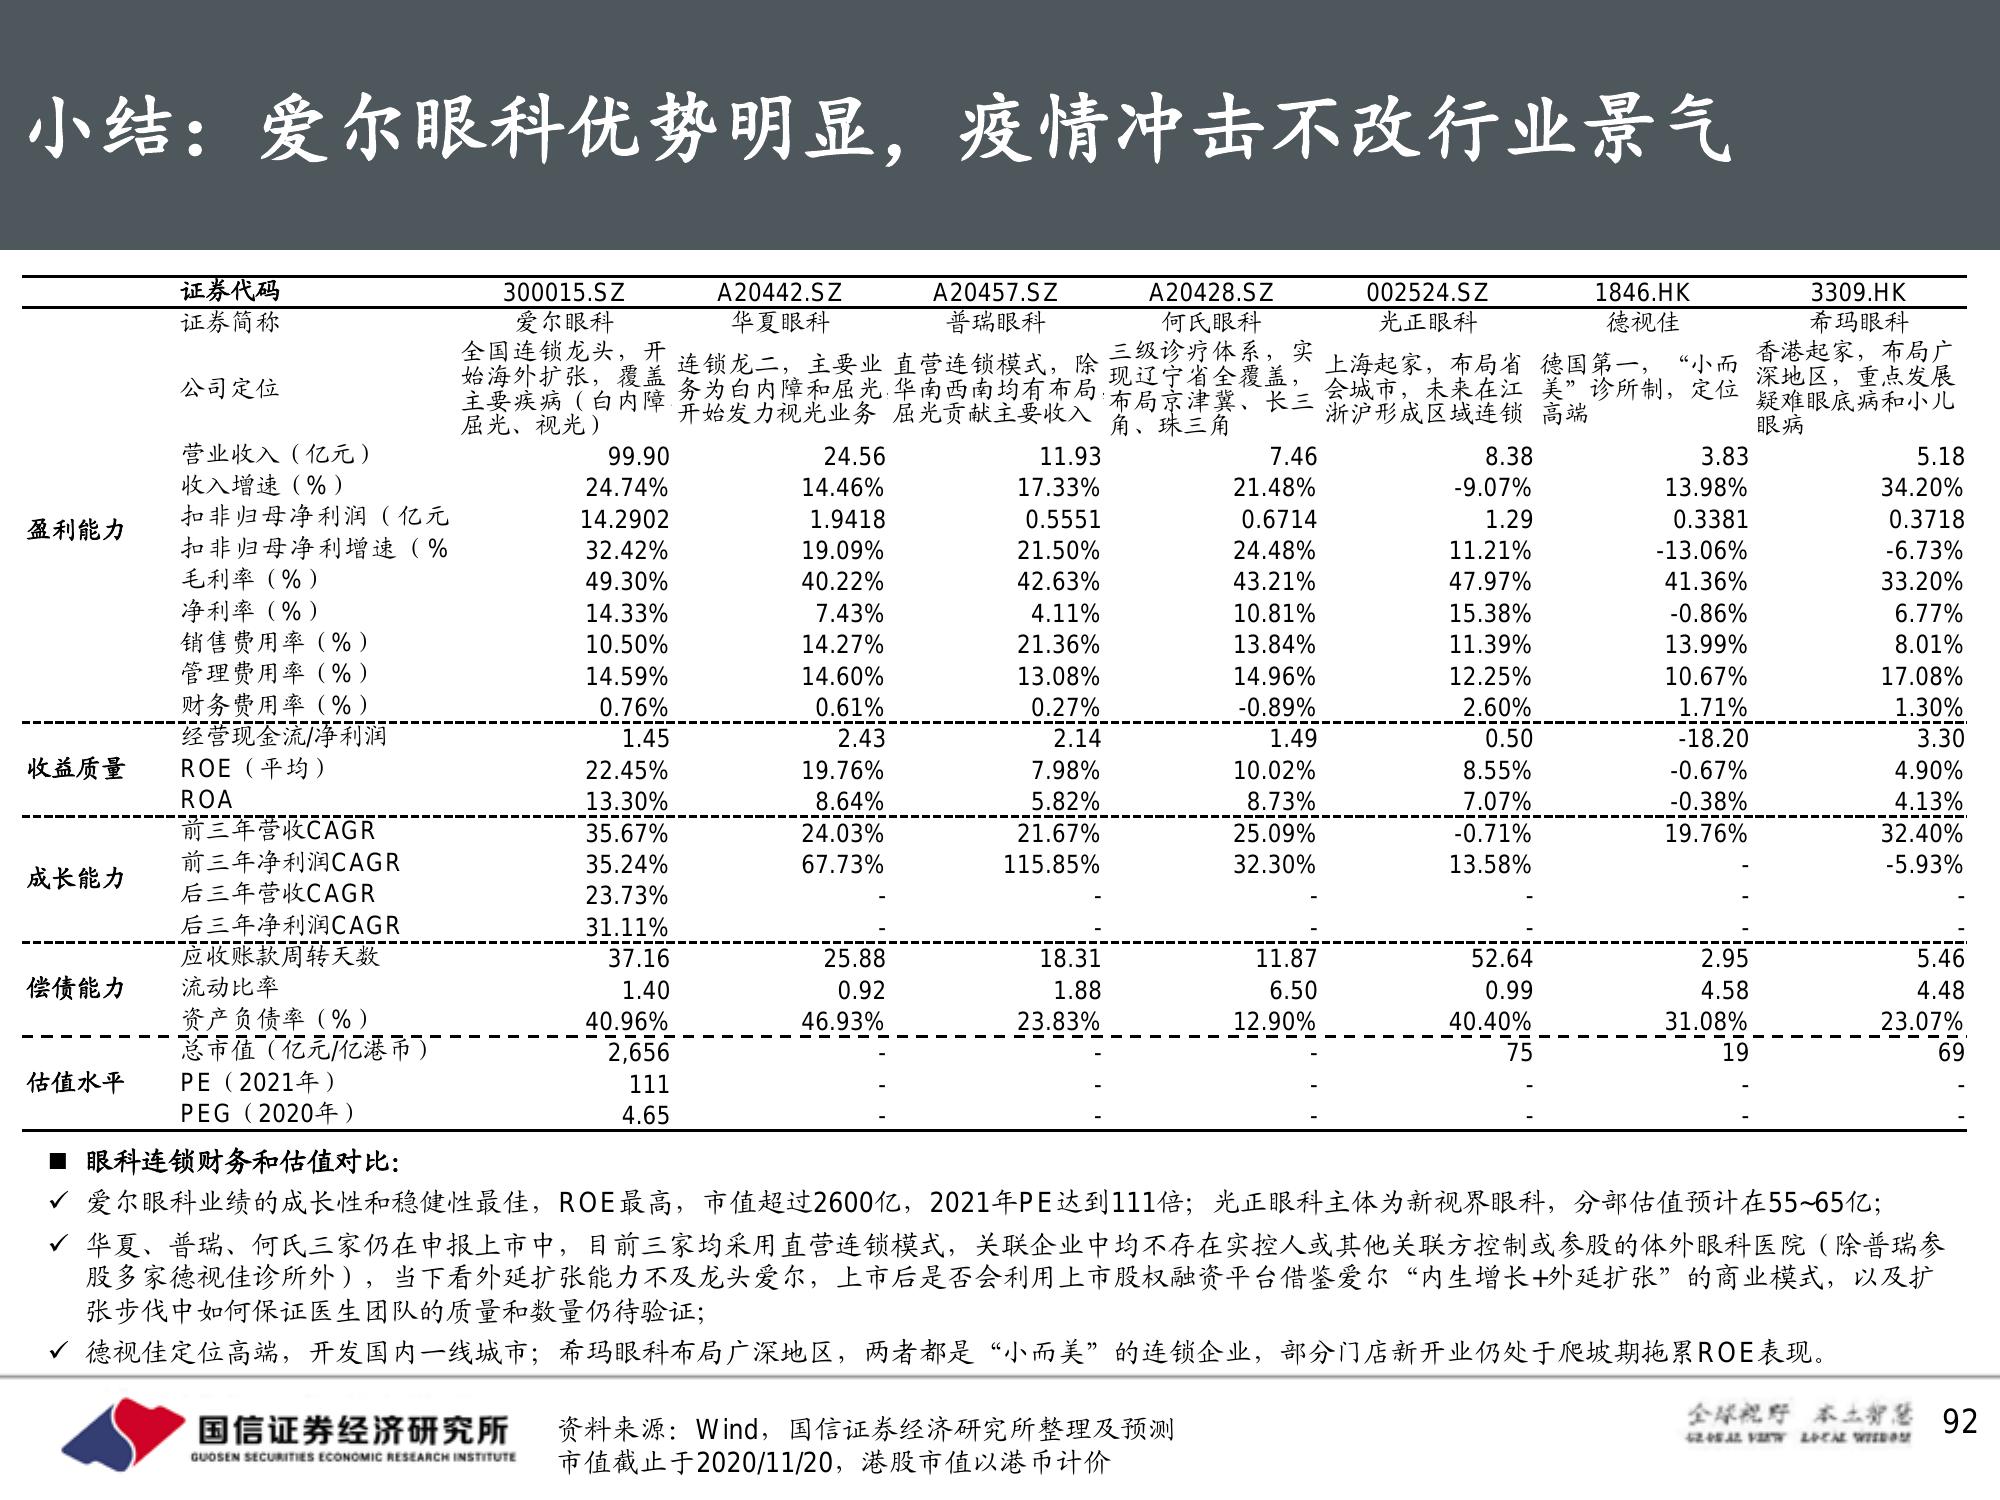 小结：爱尔眼科优势明显，疫情冲击不改行业景气
证券代码 300015.SZ A20442.SZ A20457.SZ A20428.SZ 002524.SZ 1846.HK 3309.HK
证券简称 爱尔眼科 华夏眼科 普瑞眼科 何氏眼科 光正眼科 德视佳 希玛眼科
公司定位
全国连锁龙头，开
始海外扩张，覆盖
主要疾病（白内障
屈光、视光）
连锁龙二，主要业
务为白内障和屈光
开始发力视光业务
直营连锁模式，除
华南西南均有布局
屈光贡献主要收入
三级诊疗体系，实
现辽宁省全覆盖，
布局京津冀、长三
角、珠三角
上海起家，布局省
会城市，未来在江
浙沪形成区域连锁
德国第一，“小而
美”诊所制，定位
高端
香港起家，布局广
深地区，重点发展
疑难眼底病和小儿
眼病
盈利能力
营业收入（亿元） 99.90 24.56 11.93 7.46 8.38 3.83 5.18
收入增速（%） 24.74% 14.46% 17.33% 21.48% -9.07% 13.98% 34.20%
扣非归母净利润（亿元 14.2902 1.9418 0.5551 0.6714 1.29 0.3381 0.3718
扣非归母净利增速（% 32.42% 19.09% 21.50% 24.48% 11.21% -13.06% -6.73%
毛利率（%） 49.30% 40.22% 42.63% 43.21% 47.97% 41.36% 33.20%
净利率（%） 14.33% 7.43% 4.11% 10.81% 15.38% -0.86% 6.77%
销售费用率（%） 10.50% 14.27% 21.36% 13.84% 11.39% 13.99% 8.01%
管理费用率（%） 14.59% 14.60% 13.08% 14.96% 12.25% 10.67% 17.08%
财务费用率（%） 0.76% 0.61% 0.27% -0.89% 2.60% 1.71% 1.30%
收益质量
经营现金流/净利润 1.45 2.43 2.14 1.49 0.50 -18.20 3.30
ROE（平均） 22.45% 19.76% 7.98% 10.02% 8.55% -0.67% 4.90%
ROA 13.30% 8.64% 5.82% 8.73% 7.07% -0.38% 4.13%
成长能力
前三年营收CAGR 35.67% 24.03% 21.67% 25.09% -0.71% 19.76% 32.40%
前三年净利润CAGR 35.24% 67.73% 115.85% 32.30% 13.58% - -5.93%
后三年营收CAGR 23.73% - - - - - -
后三年净利润CAGR 31.11% - - - - - -
偿债能力
应收账款周转天数 37.16 25.88 18.31 11.87 52.64 2.95 5.46
流动比率 1.40 0.92 1.88 6.50 0.99 4.58 4.48
资产负债率（%） 40.96% 46.93% 23.83% 12.90% 40.40% 31.08% 23.07%
估值水平
总市值（亿元/亿港币） 2,656 - - - 75 19 69
PE（2021年） 111 - - - - - -
PEG（2020年） 4.65 - - - - - -
■ 眼科连锁财务和估值对比：
✓ 爱尔眼科业绩的成长性和稳健性最佳，ROE最高，市值超过2600亿，2021年PE达到111倍；光正眼科主体为新视界眼科，分部估值预计在55~65亿；
✓ 华夏、普瑞、何氏三家仍在申报上市中，目前三家均采用直营连锁模式，关联企业中均不存在实控人或其他关联方控制或参股的体外眼科医院（除普瑞参
股多家德视佳诊所外），当下看外延扩张能力不及龙头爱尔，上市后是否会利用上市股权融资平台借鉴爱尔“内生增长+外延扩张”的商业模式，以及扩
张步伐中如何保证医生团队的质量和数量仍待验证；
✓ 德视佳定位高端，开发国内一线城市；希玛眼科布局广深地区，两者都是“小而美”的连锁企业，部分门店新开业仍处于爬坡期拖累ROE表现。
国信证券经济研究所
GUOSEN SECURITIES ECONOMIC RESEARCH INSTITUTE
资料来源：Wind，国信证券经济研究所整理及预测
市值截止于2020/11/20，港股市值以港币计价
全球视野 本土智慧
GLOBAL VIEW LOCAL WISDOM
92